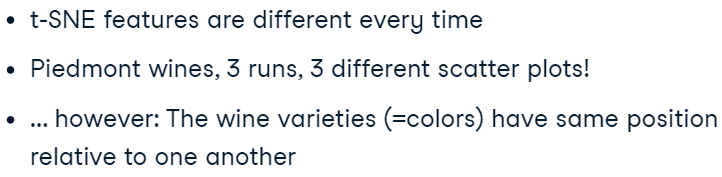 • t-SNE features are different every time
• Piedmont wines, 3 runs, 3 different scatter plots!
• ... however: The wine varieties (=colors) have same position
relative to one another